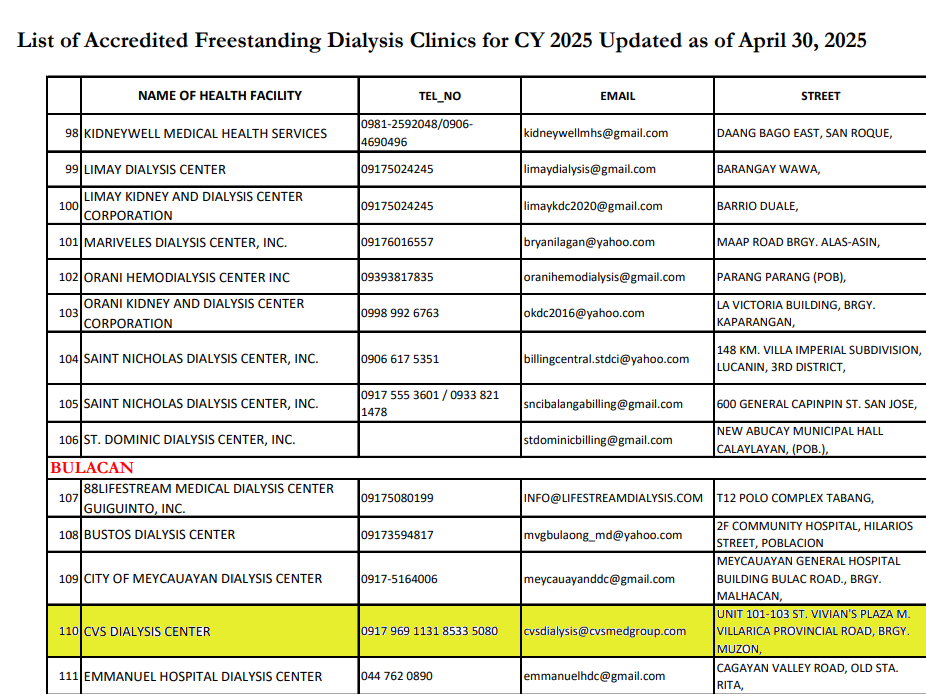 List of Accredited Freestanding Dialysis Clinics for CY 2025 Updated as of April 30, 2025
NAME OF HEALTH FACILITY TEL_NO EMAIL STREET
98 KIDNEYWELL MEDICAL HEALTH SERVICES 0981-2592048/0906-
4690496 kidneywellmhs@gmail.com DAANG BAGO EAST, SAN ROQUE,
99 LIMAY DIALYSIS CENTER 09175024245 limaydialysis@gmail.com BARANGAY WAWA,
100 LIMAY KIDNEY AND DIALYSIS CENTER
CORPORATION 09175024245 limaykdc2020@gmail.com BARRIO DUALE,
101 MARIVELES DIALYSIS CENTER, INC. 09176016557 bryanilagan@yahoo.com MAAP ROAD BRGY. ALAS-ASIN,
102 ORANI HEMODIALYSIS CENTER INC 09393817835 oranihemodialysis@gmail.com PARANG PARANG (POB),
103 ORANI KIDNEY AND DIALYSIS CENTER
CORPORATION 0998 992 6763 okdc2016@yahoo.com LA VICTORIA BUILDING, BRGY.
KAPARANGAN,
104 SAINT NICHOLAS DIALYSIS CENTER, INC. 0906 617 5351 billingcentral.stdci@yahoo.com 148 KM. VILLA IMPERIAL SUBDIVISION,
LUCANIN, 3RD DISTRICT,
105 SAINT NICHOLAS DIALYSIS CENTER, INC. 0917 555 3601 / 0933 821
1478 sncibalangabilling@gmail.com 600 GENERAL CAPINPIN ST. SAN JOSE,
106 ST. DOMINIC DIALYSIS CENTER, INC. stdominicbilling@gmail.com NEW ABUCAY MUNICIPAL HALL
CALAYLAYAN, (POB.),
BULACAN
107 88LIFESTREAM MEDICAL DIALYSIS CENTER
GUIGUINTO, INC. 09175080199 INFO@LIFESTREAMDIALYSIS.COM T12 POLO COMPLEX TABANG,
108 BUSTOS DIALYSIS CENTER 09173594817 mvgbulaong_md@yahoo.com 2F COMMUNITY HOSPITAL, HILARIOS
STREET, POBLACION
109 CITY OF MEYCAUAYAN DIALYSIS CENTER 0917-5164006 meycauayanddc@gmail.com MEYCAUAYAN GENERAL HOSPITAL
BUILDING BULAC ROAD., BRGY.
MALHACAN,
110 CVS DIALYSIS CENTER 0917 969 1131 8533 5080 cvsdialysis@cvsmedgroup.com UNIT 101-103 ST. VIVIAN'S PLAZA M.
VILLARICA PROVINCIAL ROAD, BRGY.
MUZON,
111 EMMANUEL HOSPITAL DIALYSIS CENTER 044 762 0890 emmanuelhdc@gmail.com CAGAYAN VALLEY ROAD, OLD STA.
RITA,